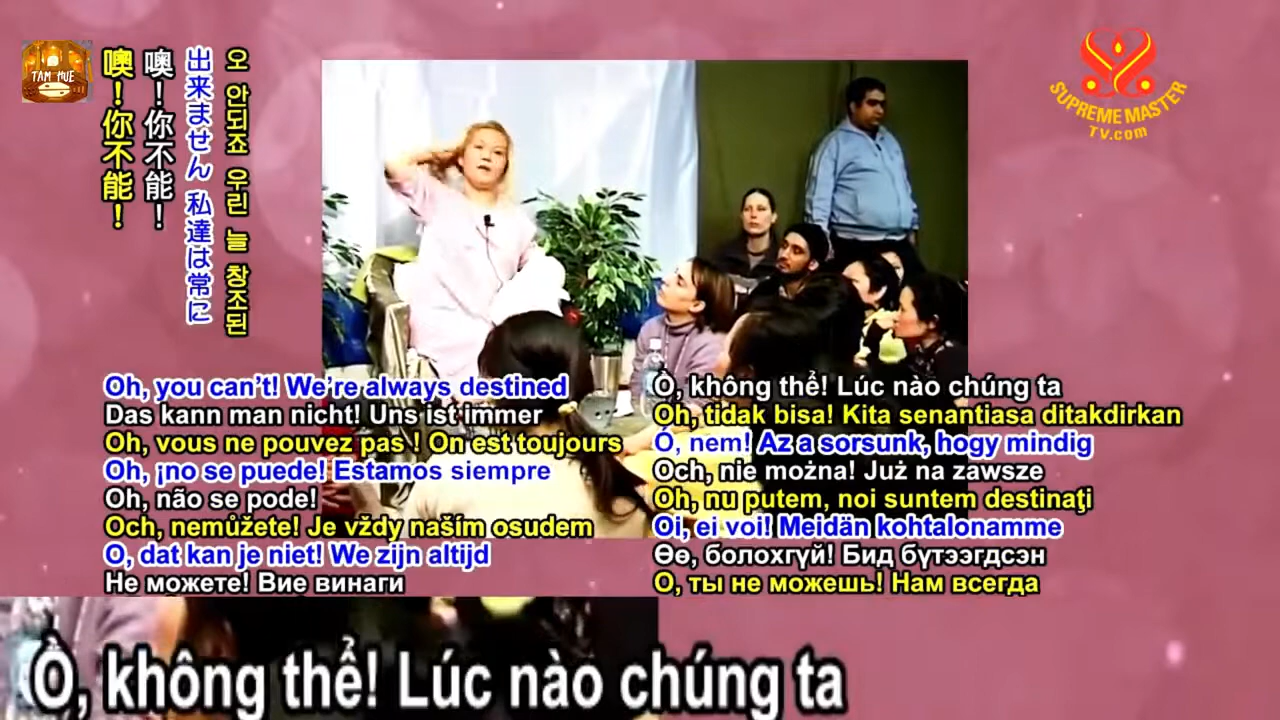 TAM HUE
噢！你不能！
噢！你不能！
出来ません 私達は常に
오 안되죠 우린 늘 창조된
SUPREME MASTER
TV.com
Oh, you can't! We're always destined
Das kann man nicht! Uns ist immer
Oh, vous ne pouvez pas ! On est toujours
Oh, ¡no se puede! Estamos siempre
Oh, não se pode!
Och, nemůžete! Je vždy naším osudem
O, dat kan je niet! We zijn altijd
Не можете! Вие винаги
Ồ, không thể! Lúc nào chúng ta
Oh, tidak bisa! Kita senantiasa ditakdirkan
Ó, nem! Az a sorsunk, hogy mindig
Och, nie można! Już na zawsze
Oh, nu putem, noi suntem destinaţi
Oi, ei voi! Meidän kohtalonamme
Өө, болохгүй! Бид бүтээгдсэн
О, ты не можешь! Нам всегда
Ồ, không thể! Lúc nào chúng ta